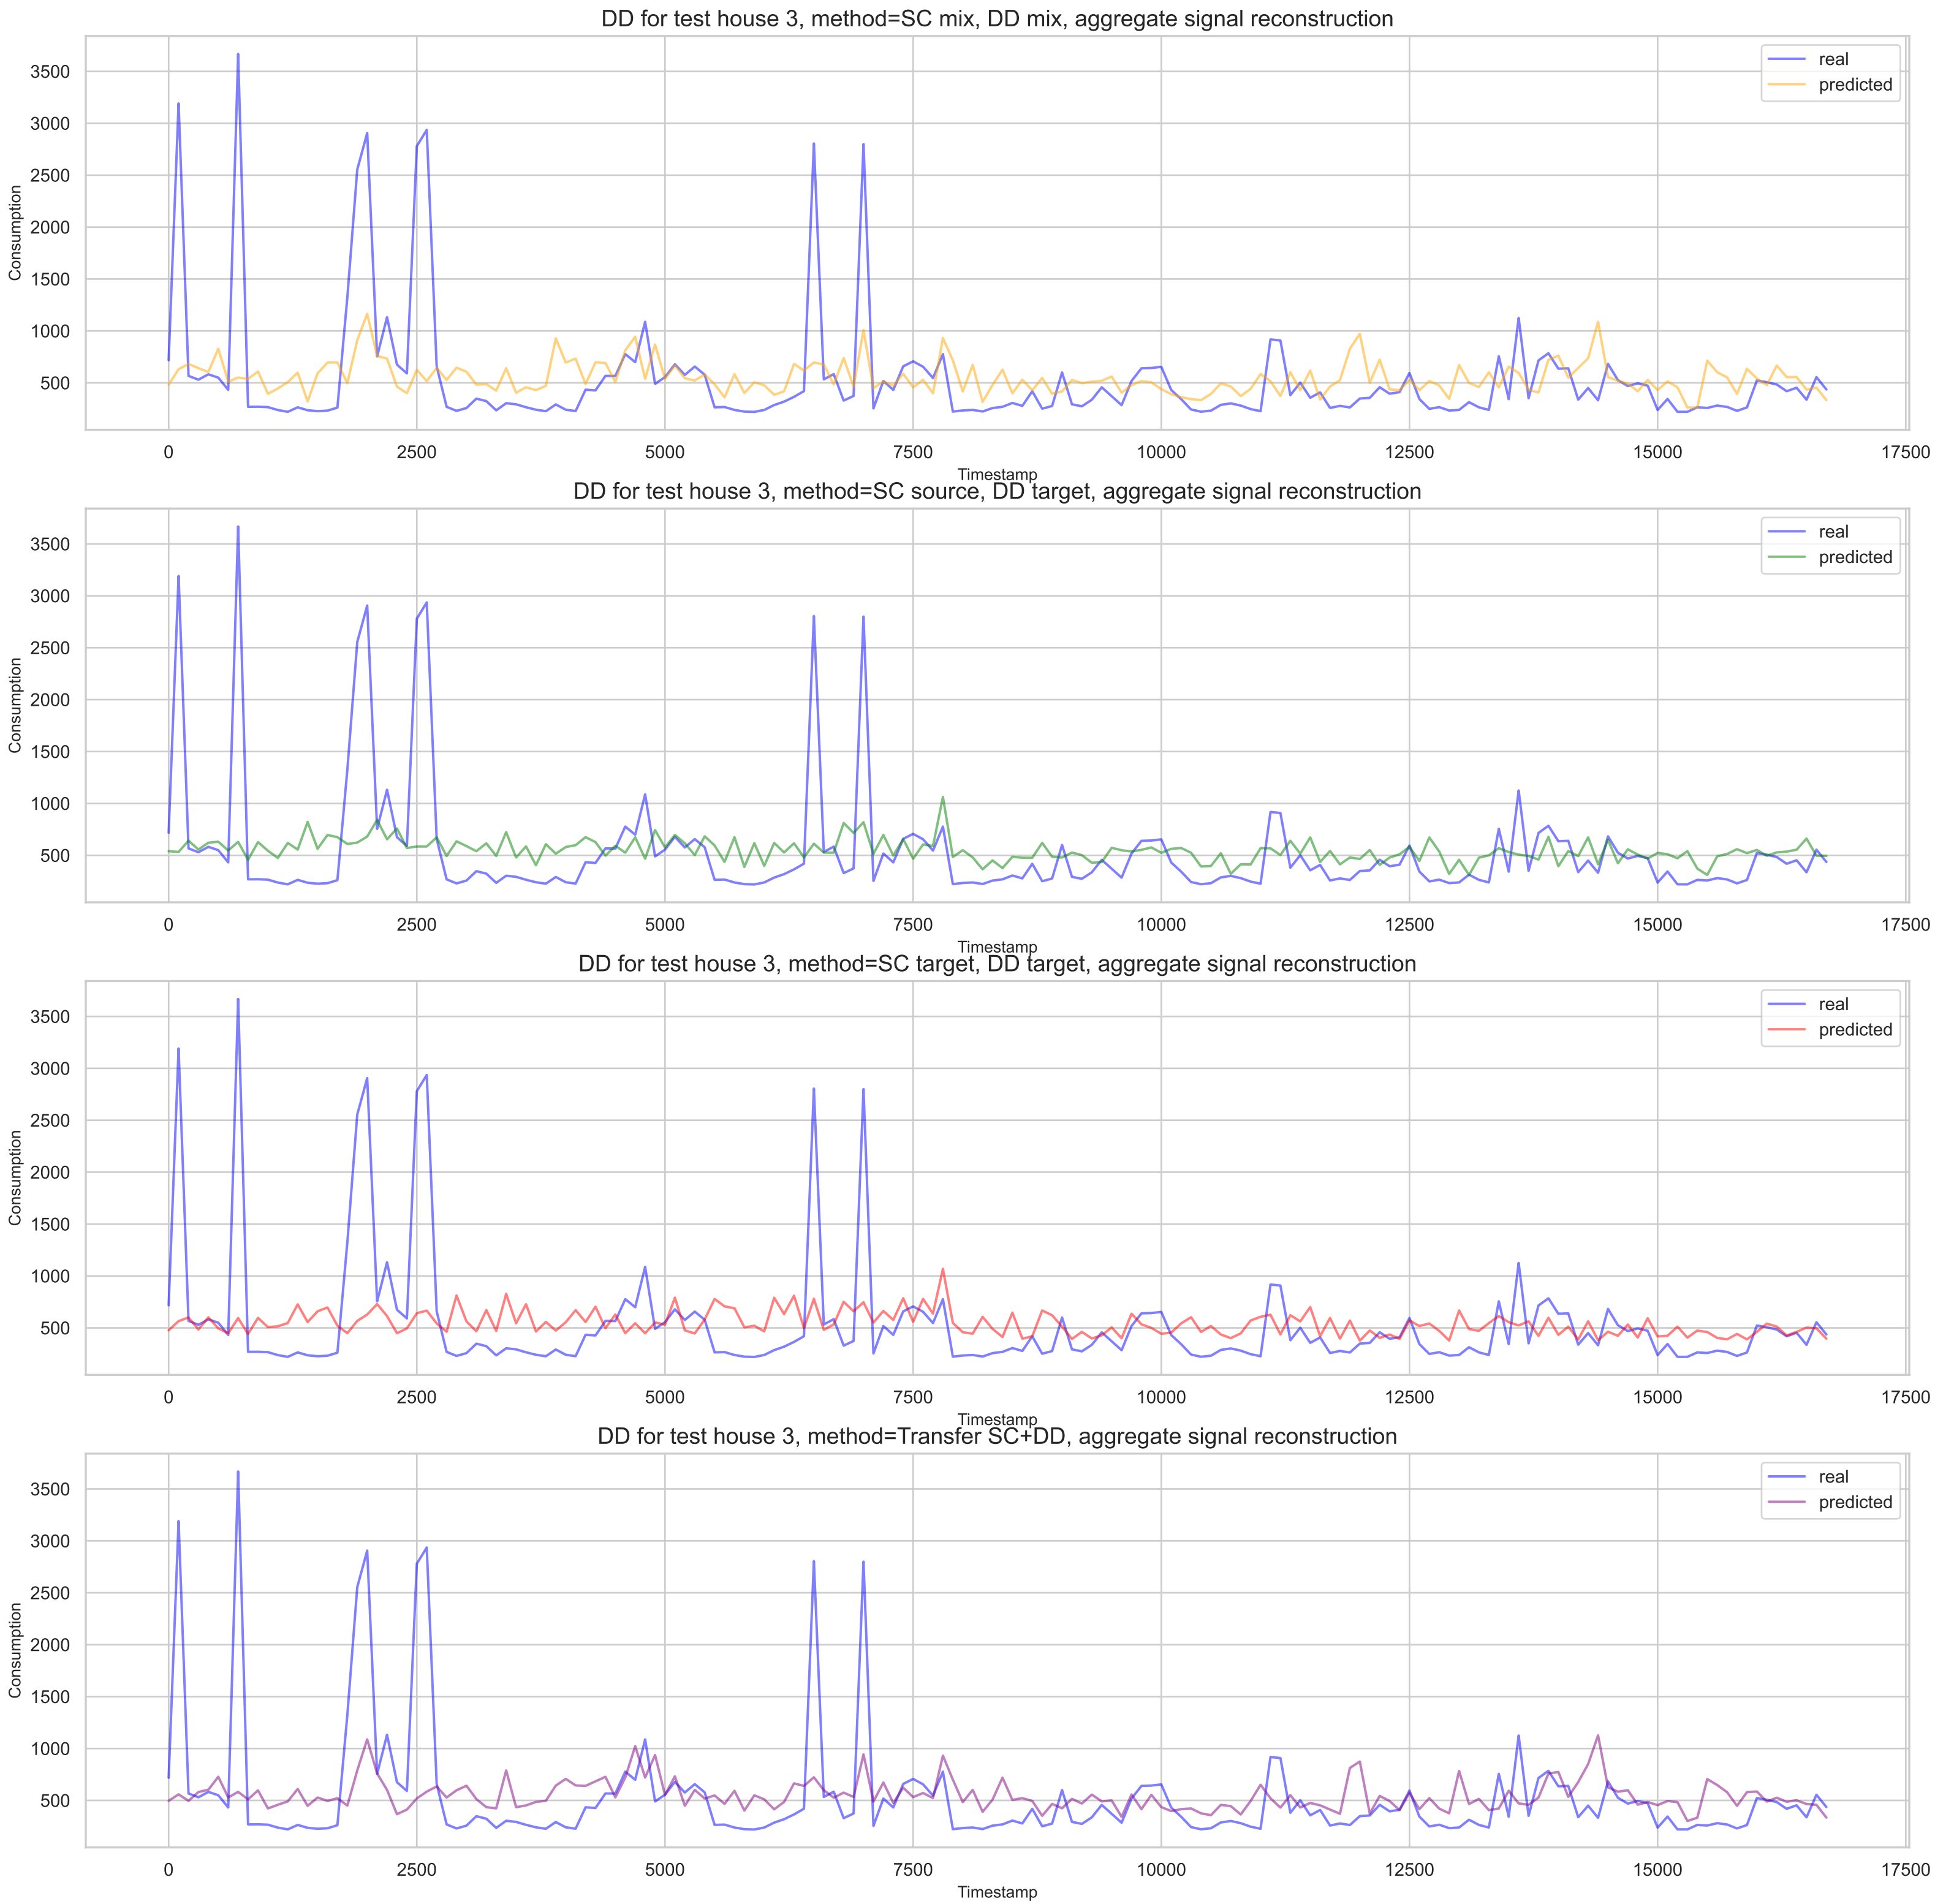 DD for test house 3, method=SC mix, DD mix, aggregate signal reconstruction
real
predicted
3500
3000
2500
2000
1500
1000
500
Consumption
0 2500 5000 7500 10000 12500 15000 17500
Timestamp
DD for test house 3, method=SC source, DD target, aggregate signal reconstruction
real
predicted
3500
3000
2500
2000
1500
1000
500
Consumption
0 2500 5000 7500 10000 12500 15000 17500
Timestamp
DD for test house 3, method=SC target, DD target, aggregate signal reconstruction
real
predicted
3500
3000
2500
2000
1500
1000
500
Consumption
0 2500 5000 7500 10000 12500 15000 17500
Timestamp
DD for test house 3, method=Transfer SC+DD, aggregate signal reconstruction
real
predicted
3500
3000
2500
2000
1500
1000
500
Consumption
0 2500 5000 7500 10000 12500 15000 17500
Timestamp